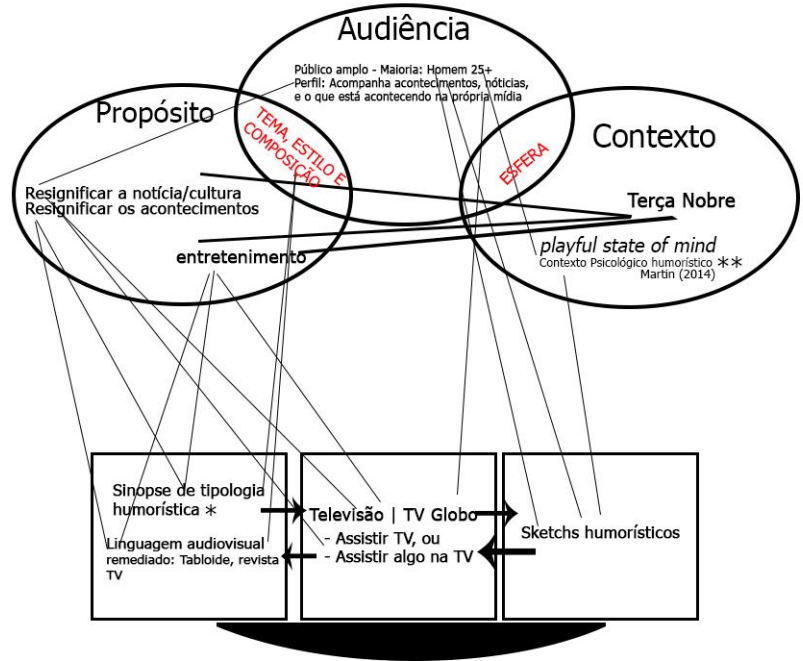 Audiência
Público amplo - Maioria: Homem 25+
Perfil: Acompanha acontecimentos, nóticias,
e o que está acontecendo na própria mídia
Propósito
TEMA, ESTILO E
COMPOSIÇÃO
Resignificar a notícia/cultura
Resignificar os acontecimentos
entretenimento
Contexto
ESFERA
Terça Nobre
playful state of mind
Contexto Psicológico humorístico **
Martin (2014)
Sinopse de tipologia
humorística *
Linguagem audiovisual
remediado: Tabloide, revista
TV
Televisão | TV Globo
- Assistir TV, ou
- Assistir algo na TV
Sketchs humorísticos